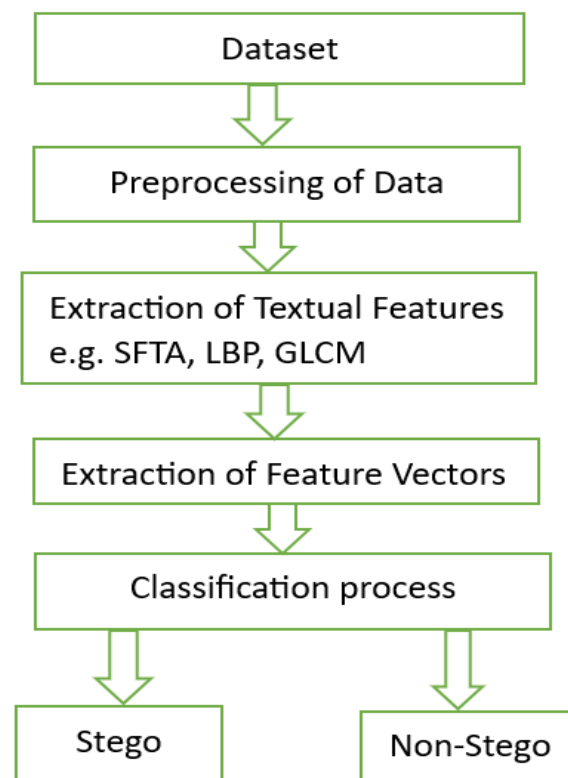 Dataset
Preprocessing of Data
Extraction of Textual Features
e.g. SFTA, LBP, GLCM
Extraction of Feature Vectors
Classification process
Stego
Non-Stego